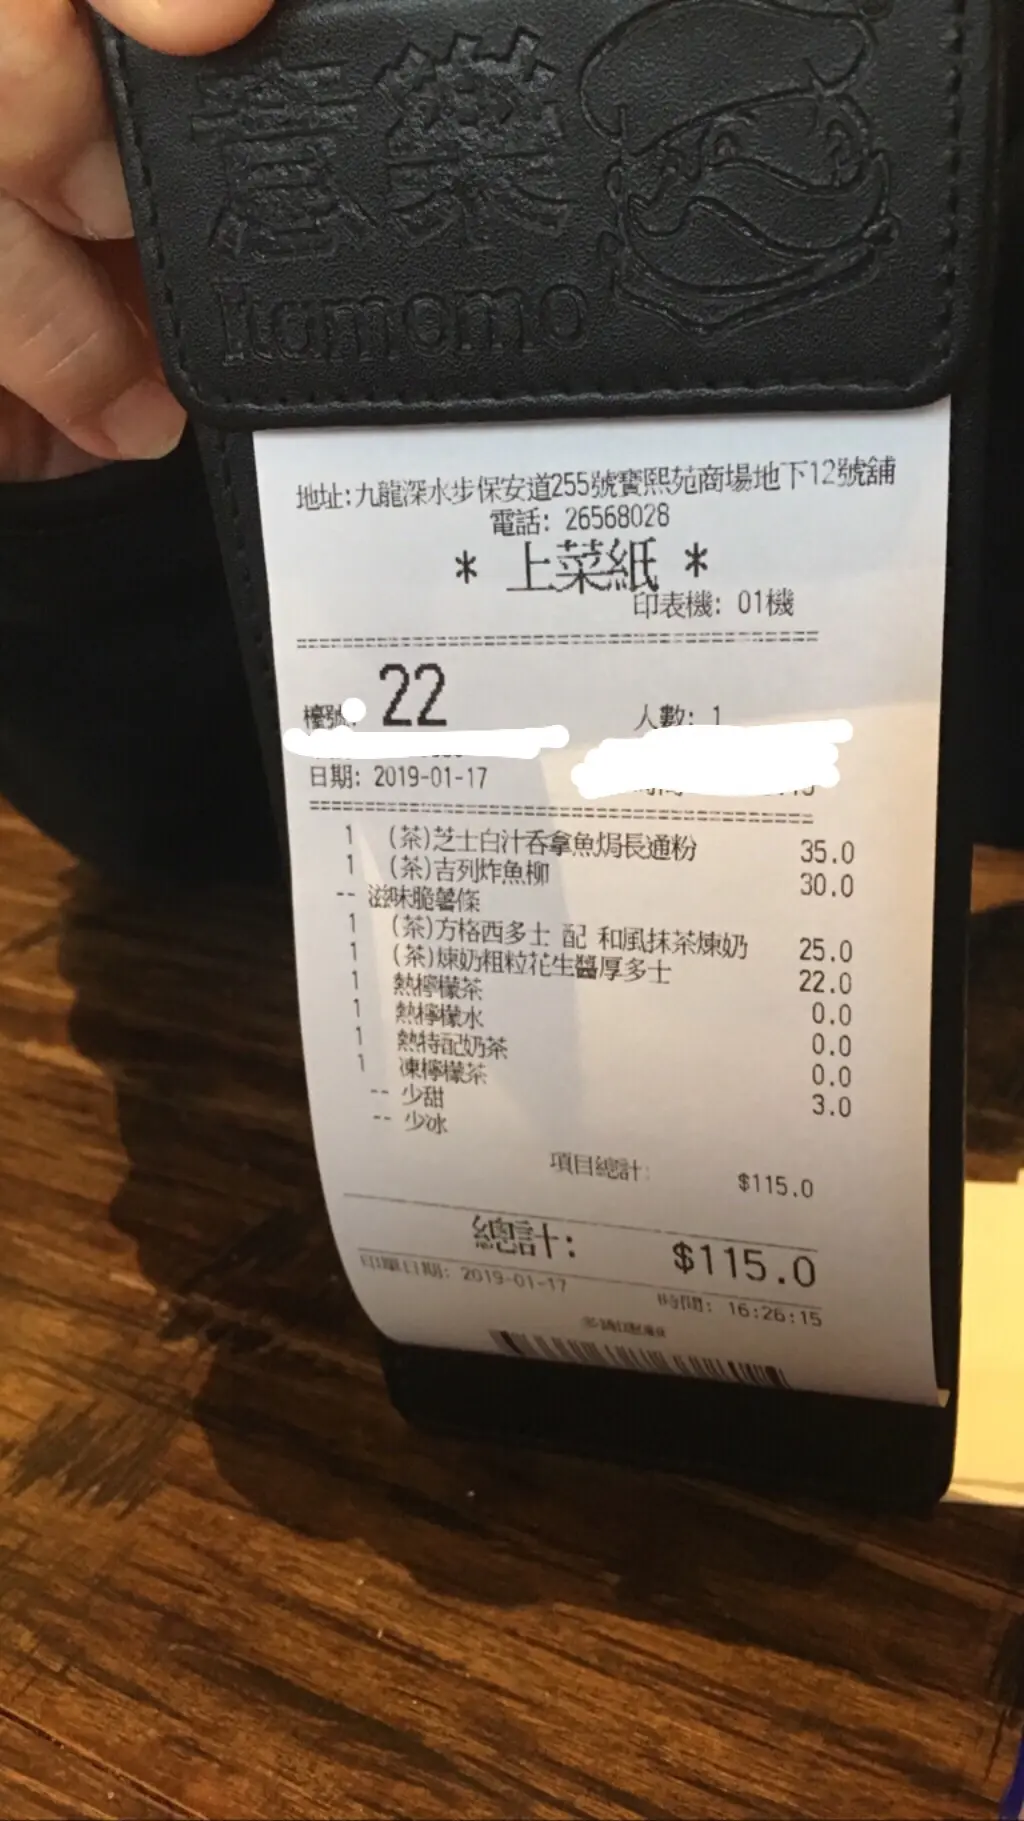 意樂
Itamomo
地址:九龍深水步保安道255號寶熙苑商場地下12號舖
電話: 26568028
* 上菜紙 *
印表機: 01機
檯號: 22 人數: 1
日期: 2019-01-17
1 (茶)芝士白汁吞拿魚焗長通粉 35.0
1 (茶)吉列炸魚柳 30.0
-- 滋味脆薯條
1 (茶)方格西多士 配 和風抹茶煉奶 25.0
1 (茶)煉奶粗粒花生醬厚多士 22.0
1 熱檸檬茶 0.0
1 熱檸檬水 0.0
1 熱特配奶茶 0.0
1 凍檸檬茶 3.0
-- 少甜
-- 少冰
項目總計: $115.0
總計: $115.0
印單日期: 2019-01-17 時間: 16:26:15